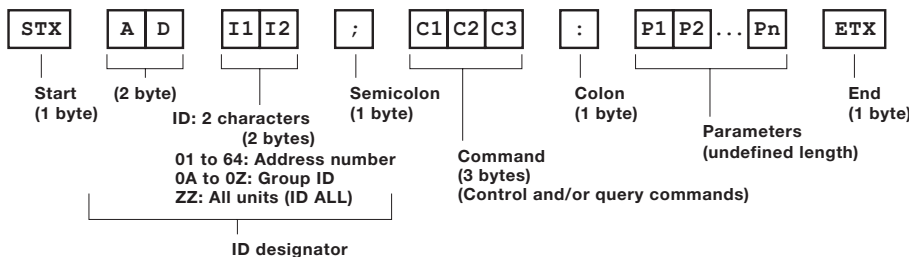 STX A D I1 I2 ; C1 C2 C3 : P1 P2 ... Pn ETX
Start
(1 byte)
(2 byte)
ID: 2 characters
(2 bytes)
01 to 64: Address number
0A to 0Z: Group ID
ZZ: All units (ID ALL)
ID designator
Semicolon
(1 byte)
Command
(3 bytes)
(Control and/or query commands)
Colon
(1 byte)
Parameters
(undefined length)
End
(1 byte)